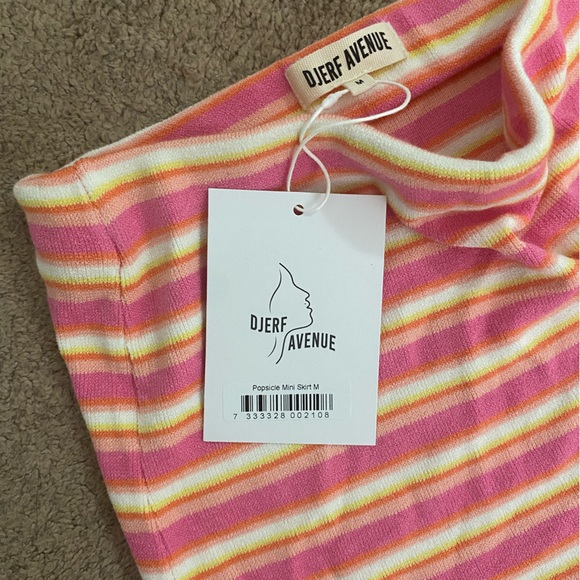 DJERF AVENUE
M
DJERF
AVENUE
Popsicle Mini Skirt M
7 333328 002108